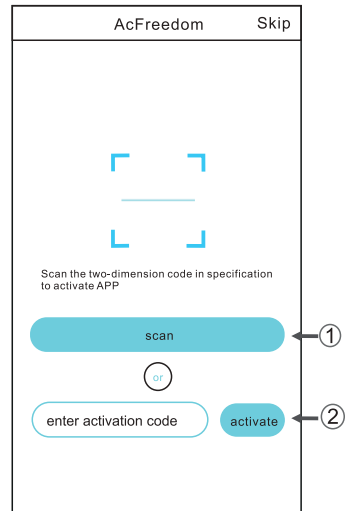 AcFreedom Skip
Scan the two-dimension code in specification
to activate APP
scan ①
or
enter activation code activate ②